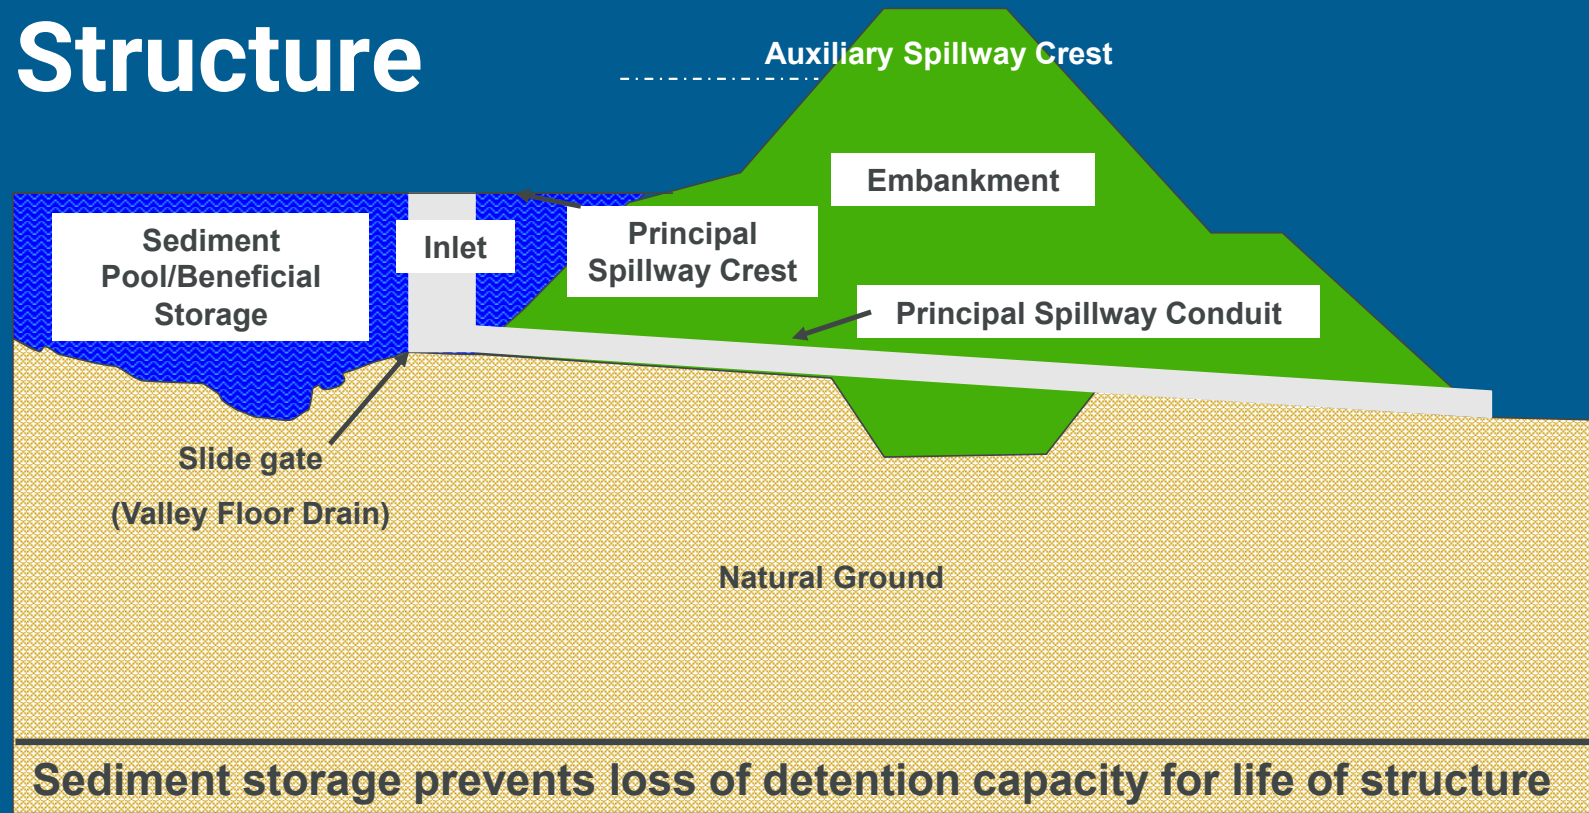 Structure
Auxiliary Spillway Crest
Embankment
Sediment
Pool/Beneficial
Storage
Inlet
Principal
Spillway Crest
Principal Spillway Conduit
Slide gate
(Valley Floor Drain)
Natural Ground
Sediment storage prevents loss of detention capacity for life of structure